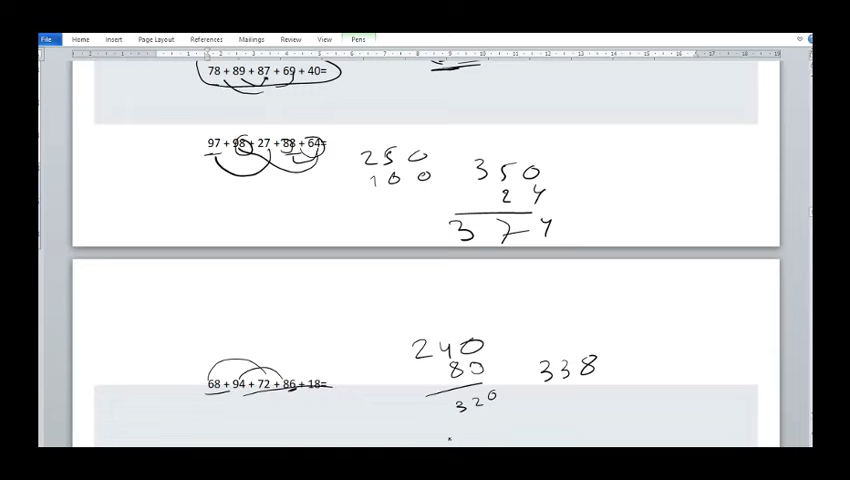 File Home Insert Page Layout References Mailings Review View Pens
78 + 89 + 87 + 69 + 40=
97 + 98 + 27 + 88 + 64=
250
100
350
24
374
68 + 94 + 72 + 86 + 18=
240
80
320
338